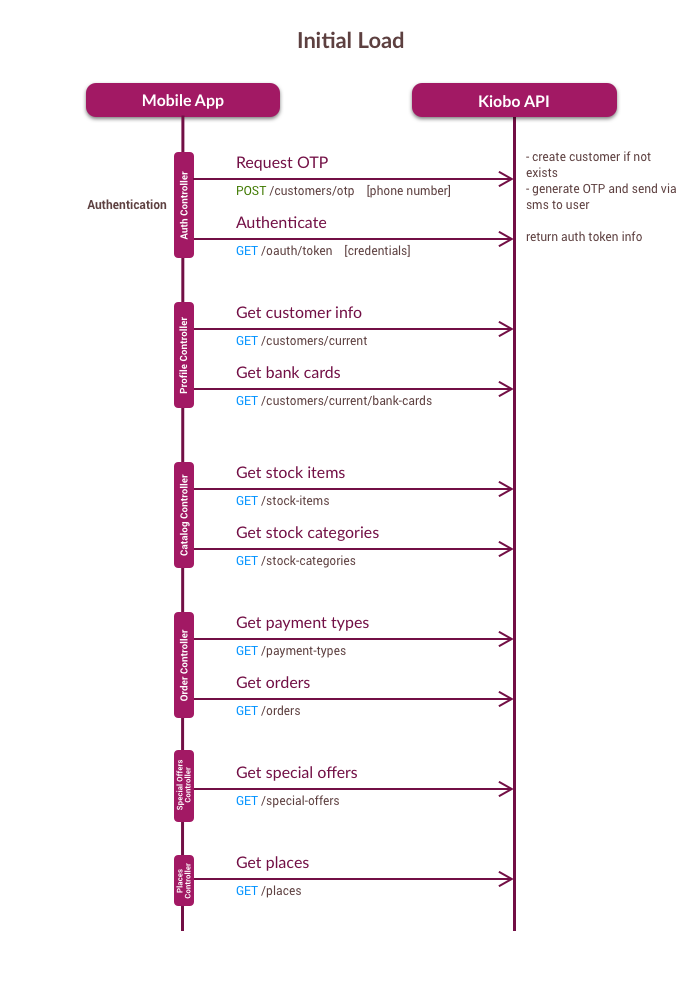 Initial Load
Mobile App
Kiobo API
Authentication
Auth Controller
Request OTP
POST /customers/otp [phone number]
- create customer if not
exists
- generate OTP and send via
sms to user
Authenticate
GET /oauth/token [credentials]
return auth token info
Profile Controller
Get customer info
GET /customers/current
Get bank cards
GET /customers/current/bank-cards
Catalog Controller
Get stock items
GET /stock-items
Get stock categories
GET /stock-categories
Order Controller
Get payment types
GET /payment-types
Get orders
GET /orders
Special Offers
Controller
Get special offers
GET /special-offers
Places
Controller
Get places
GET /places